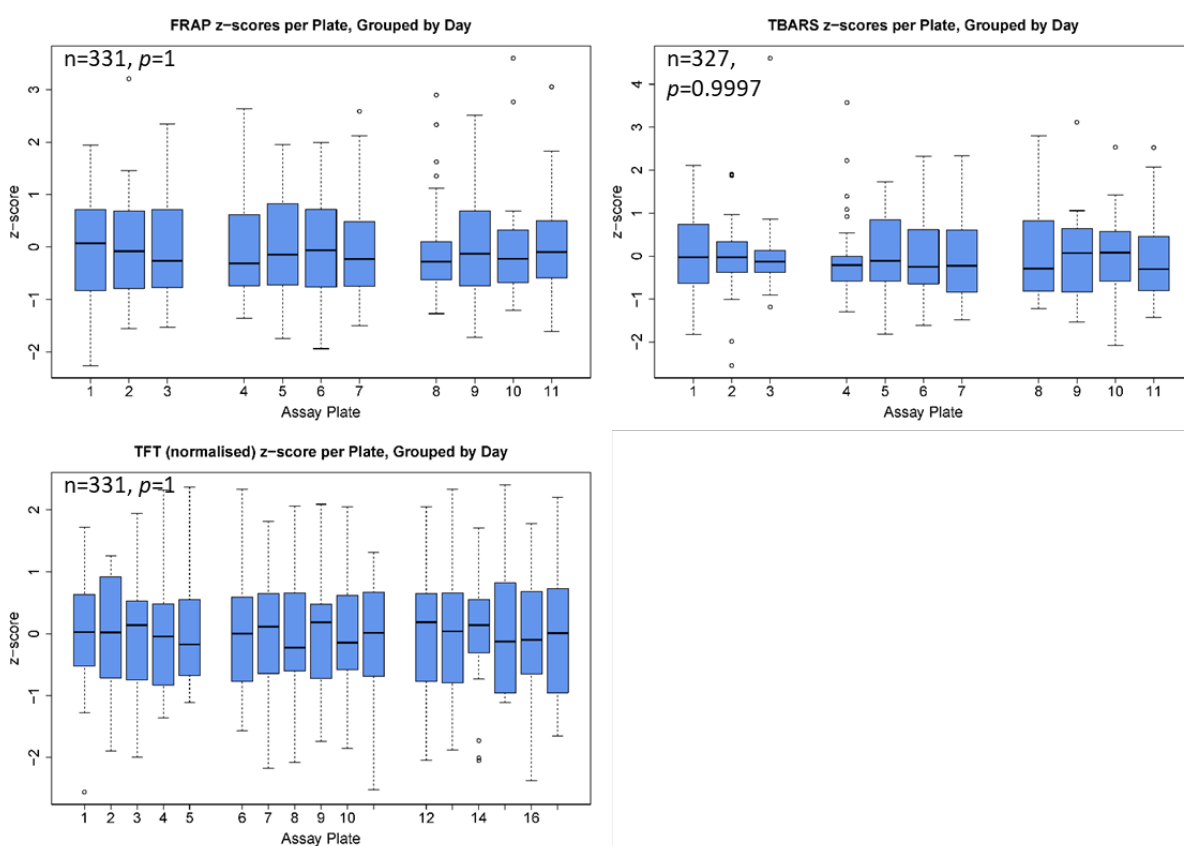 FRAP z−scores per Plate, Grouped by Day
n=331, p=1
z−score
3
2
1
0
−1
−2
1 2 3 4 5 6 7 8 9 10 11
Assay Plate
TBARS z−scores per Plate, Grouped by Day
n=327,
p=0.9997
z−score
4
3
2
1
0
−1
−2
1 2 3 4 5 6 7 8 9 10 11
Assay Plate
TFT (normalised) z−score per Plate, Grouped by Day
n=331, p=1
z−score
2
1
0
−1
−2
1 2 3 4 5 6 7 8 9 10 12 14 16
Assay Plate